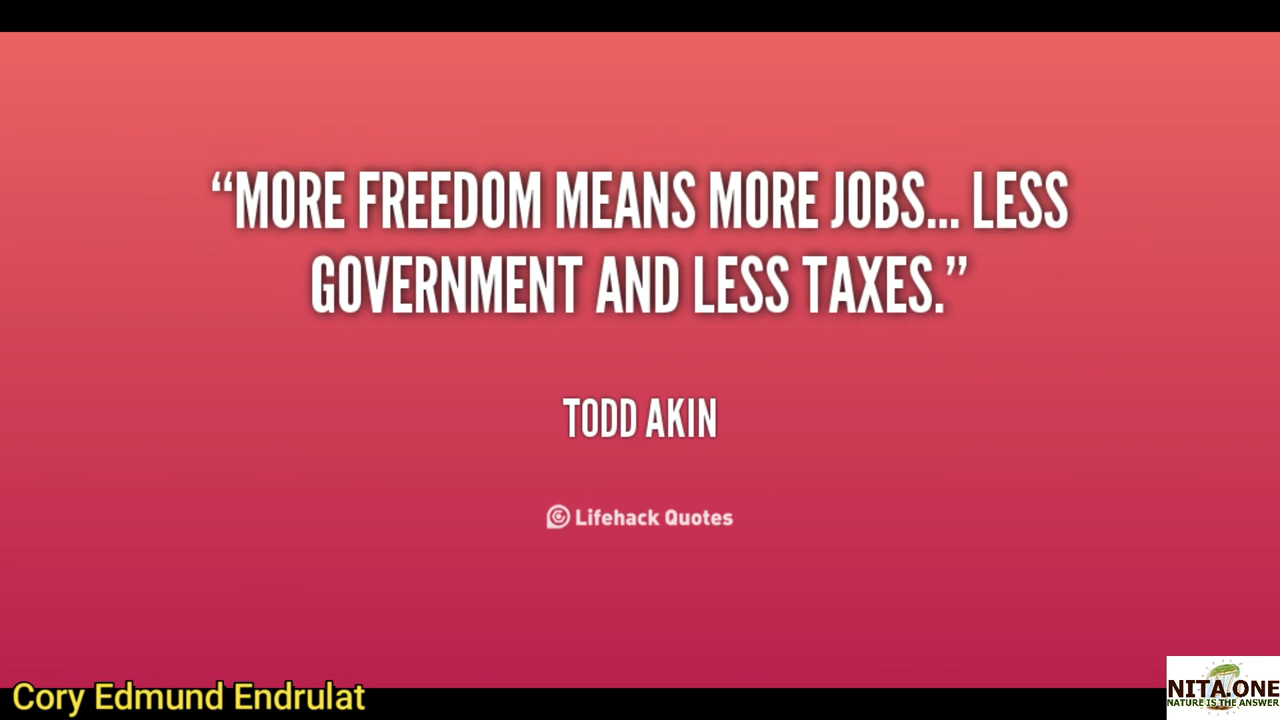 “MORE FREEDOM MEANS MORE JOBS... LESS
GOVERNMENT AND LESS TAXES.”
TODD AKIN
Lifehack Quotes
Cory Edmund Endrulat
NITA.ONE
NATURE IS THE ANSWER